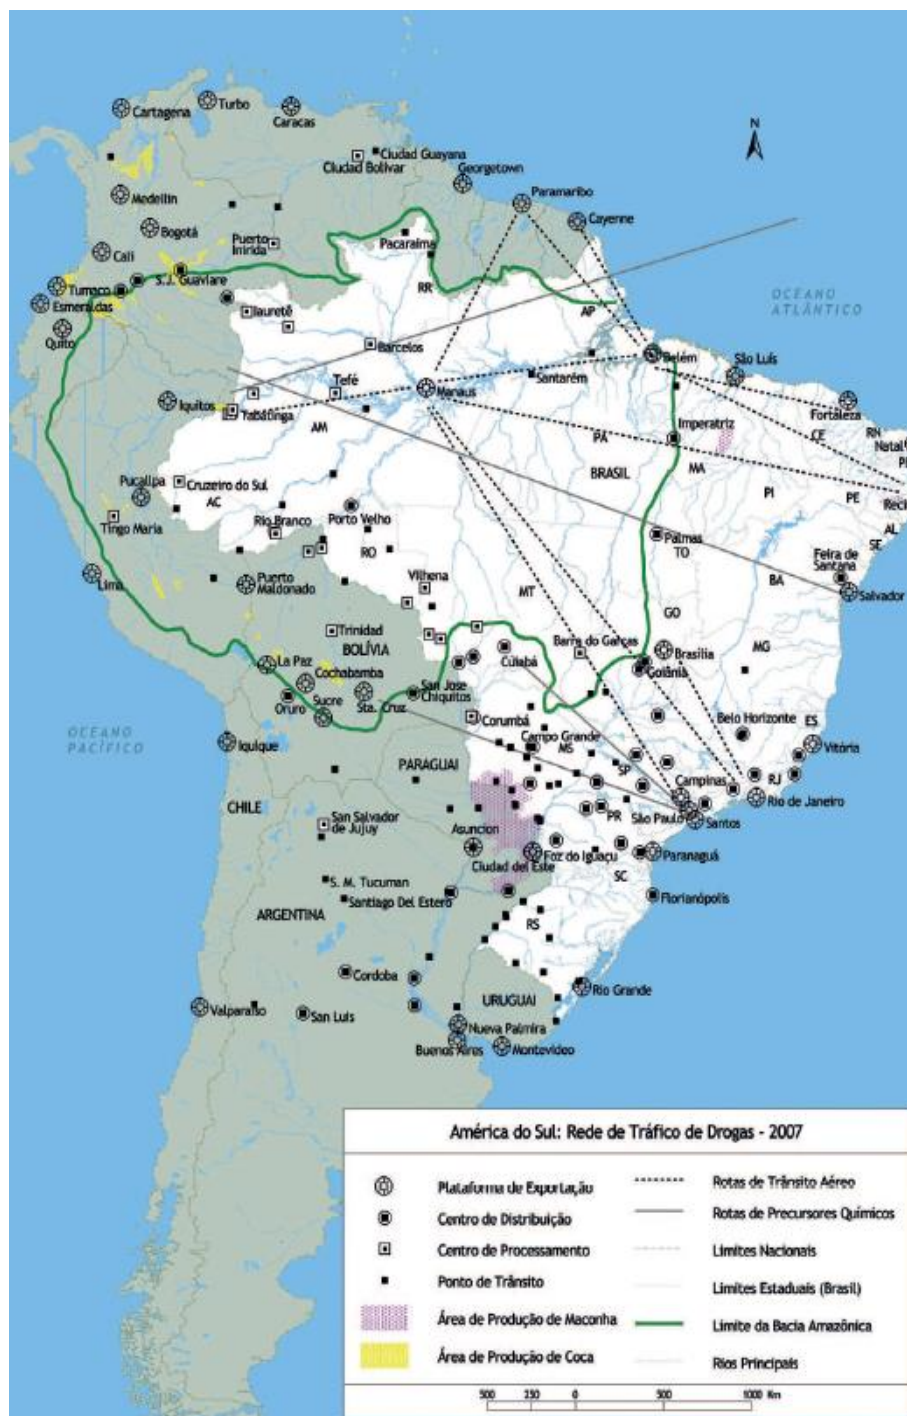 Cartagena
Turbo
Caracas
Ciudad Guayana
Ciudad Bolivar
Georgetown
Paramaribo
Cayenne
Medellin
Bogotá
Puerto
Inirida
Pacaraima
N
Cali
S.J. Guaviare
Tumaco
Esmeraldas
Quito
RR
AP
OCEANO
ATLÂNTICO
Iauretê
Barcelos
Belém
São Luís
Santarém
Tefé
Manaus
Iquitos
Tabatinga
AM
Fortaleza
Imperatriz
CE
RN
Natal
PA
MA
BRASIL
PI
PE
Reci
AL
SE
Pucallpa
Cruzeiro do Sul
AC
Tingo Maria
Rio Branco
Porto Velho
RO
Palmas
TO
Feira de
Santana
Salvador
BA
Lima
Puerto
Maldonado
Vilhena
MT
GO
Trinidad
BOLÍVIA
Barra do Garças
Brasília
MG
La Paz
Cochabamba
Cuiabá
Goiânia
Oruro
Sucre
Sta. Cruz
San Jose
Chiquitos
Corumbá
Belo Horizonte
ES
OCEANO
PACÍFICO
Iquique
Campo Grande
MS
Vitória
PARAGUAI
SP
Campinas
RJ
Rio de Janeiro
CHILE
San Salvador
de Jujuy
Asuncion
PR
São Paulo
Santos
Ciudad del Este
Foz do Iguaçu
Paranaguá
SC
S. M. Tucuman
Santiago Del Estero
Florianópolis
ARGENTINA
RS
Cordoba
Rio Grande
URUGUAI
Valparaíso
San Luis
Nueva Palmira
Buenos Aires
Montevideo
América do Sul: Rede de Tráfico de Drogas - 2007
Plataforma de Exportação
Rotas de Trânsito Aéreo
Centro de Distribuição
Rotas de Precursores Químicos
Centro de Processamento
Limites Nacionais
Ponto de Trânsito
Limites Estaduais (Brasil)
Área de Produção de Maconha
Limite da Bacia Amazônica
Área de Produção de Coca
Rios Principais
500 250 0 500 1000 Km